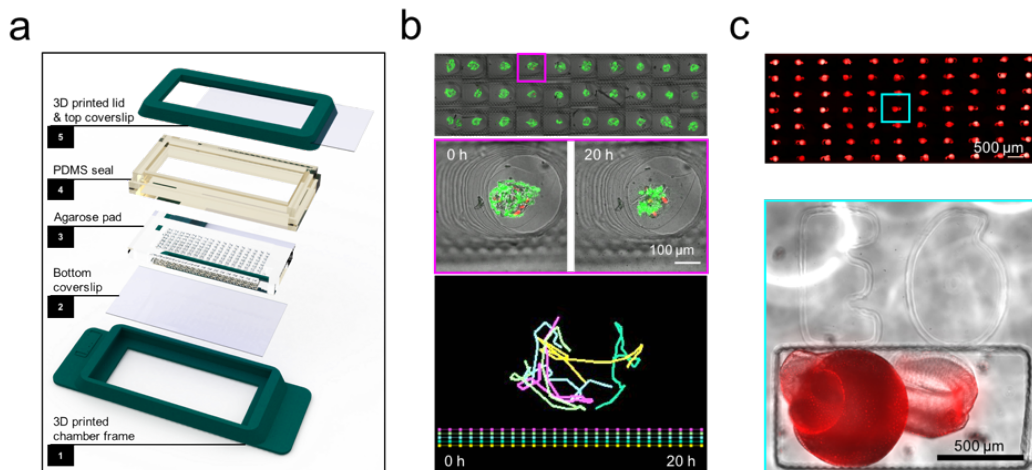 a
3D printed lid
& top coverslip
5
PDMS seal
4
Agarose pad
3
Bottom
coverslip
2
3D printed
chamber frame
1
b
0 h
20 h
100 µm
0 h
20 h
c
500 µm
500 µm